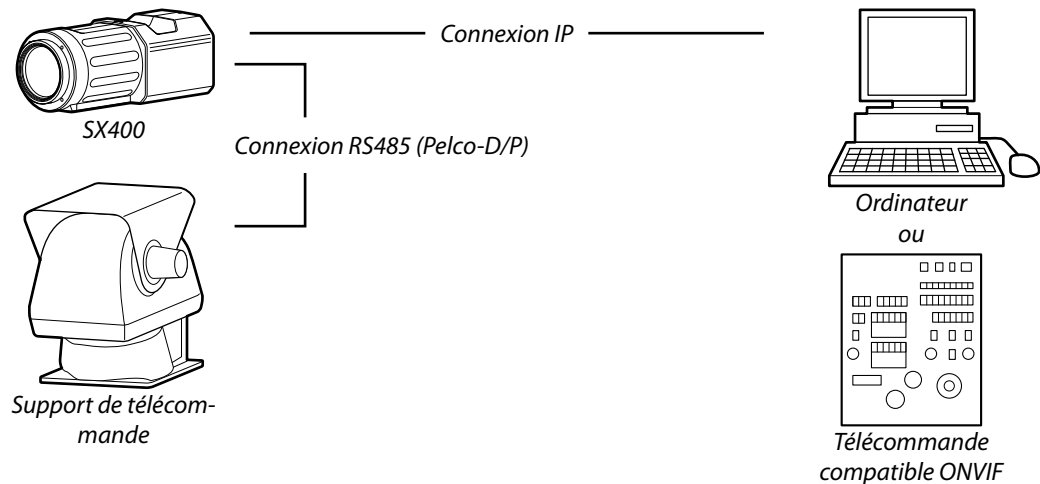 Connexion IP
SX400
Connexion RS485 (Pelco-D/P)
Ordinateur
ou
Support de télécom-
mande
Télécommande
compatible ONVIF